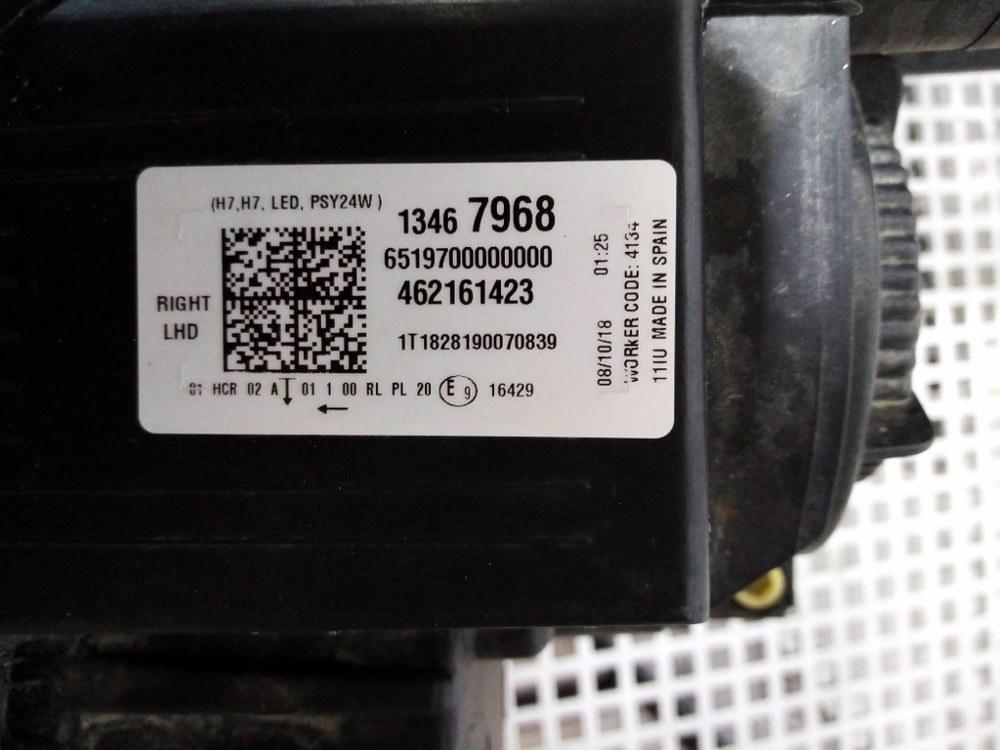 (H7,H7, LED, PSY24W )
1346 7968
6519700000000
462161423
RIGHT
LHD
1T1828190070839
01 HCR 02 A 01 1 00 RL PL 20 E9 16429
08/10/18 01:25
WORKER CODE: 4134
11IU MADE IN SPAIN